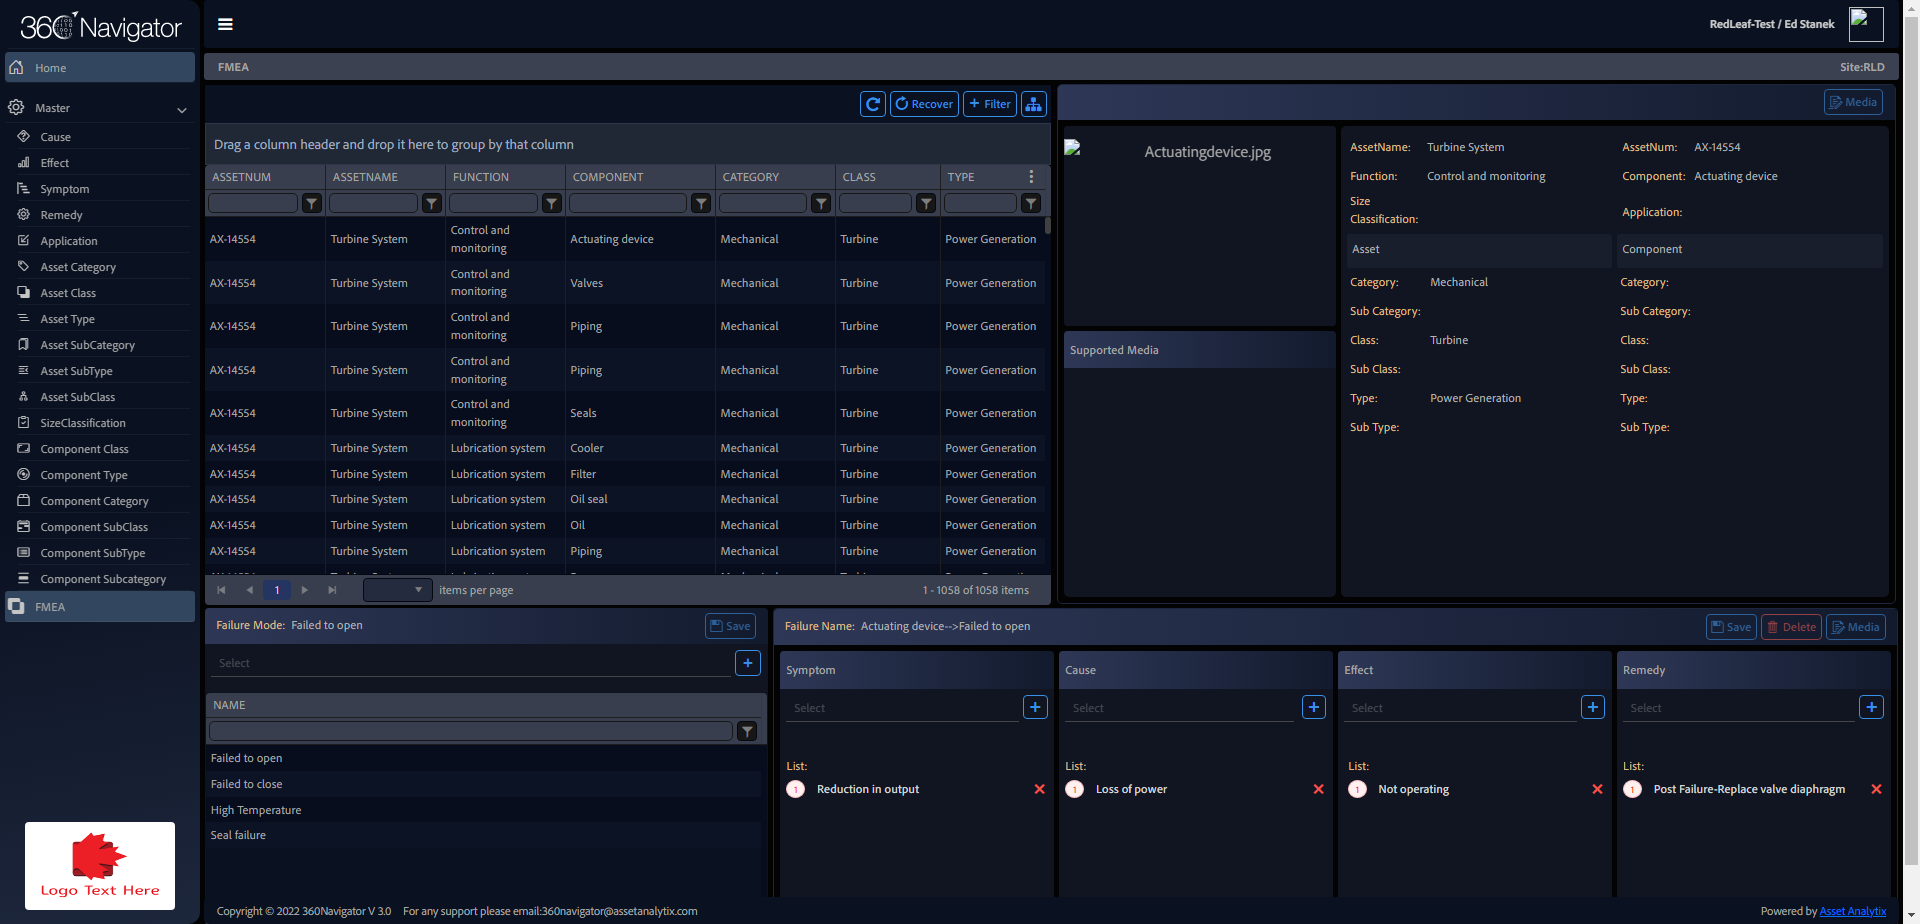 360 Navigator
RedLeaf-Test / Ed Stanek
Home
Master
Cause
Effect
Symptom
Remedy
Application
Asset Category
Asset Class
Asset Type
Asset SubCategory
Asset SubType
Asset SubClass
SizeClassification
Component Class
Component Type
Component Category
Component SubClass
Component SubType
Component Subcategory
FMEA
Logo Text Here
FMEA
Site:RLD
Recover
+ Filter
Drag a column header and drop it here to group by that column
ASSETNUM ASSETNAME FUNCTION COMPONENT CATEGORY CLASS TYPE
AX-14554 Turbine System Control and monitoring Actuating device Mechanical Turbine Power Generation
AX-14554 Turbine System Control and monitoring Valves Mechanical Turbine Power Generation
AX-14554 Turbine System Control and monitoring Piping Mechanical Turbine Power Generation
AX-14554 Turbine System Control and monitoring Piping Mechanical Turbine Power Generation
AX-14554 Turbine System Control and monitoring Seals Mechanical Turbine Power Generation
AX-14554 Turbine System Lubrication system Cooler Mechanical Turbine Power Generation
AX-14554 Turbine System Lubrication system Filter Mechanical Turbine Power Generation
AX-14554 Turbine System Lubrication system Oil seal Mechanical Turbine Power Generation
AX-14554 Turbine System Lubrication system Oil Mechanical Turbine Power Generation
AX-14554 Turbine System Lubrication system Piping Mechanical Turbine Power Generation
1 items per page 1 - 1058 of 1058 items
Media
Actuatingdevice.jpg
Supported Media
AssetName: Turbine System AssetNum: AX-14554
Function: Control and monitoring Component: Actuating device
Size
Classification: Application:
Asset Component
Category: Mechanical Category:
Sub Category: Sub Category:
Class: Turbine Class:
Sub Class: Sub Class:
Type: Power Generation Type:
Sub Type: Sub Type:
Failure Mode: Failed to open
Save
Select
+
NAME
Failed to open
Failed to close
High Temperature
Seal failure
Failure Name: Actuating device-->Failed to open
Save Delete Media
Symptom
Select
+
List:
1 Reduction in output
Cause
Select
+
List:
1 Loss of power
Effect
Select
+
List:
1 Not operating
Remedy
Select
+
List:
1 Post Failure-Replace valve diaphragm
Copyright © 2022 360Navigator V 3.0 For any support please email:360navigator@assetanalytix.com
Powered by Asset Analytix